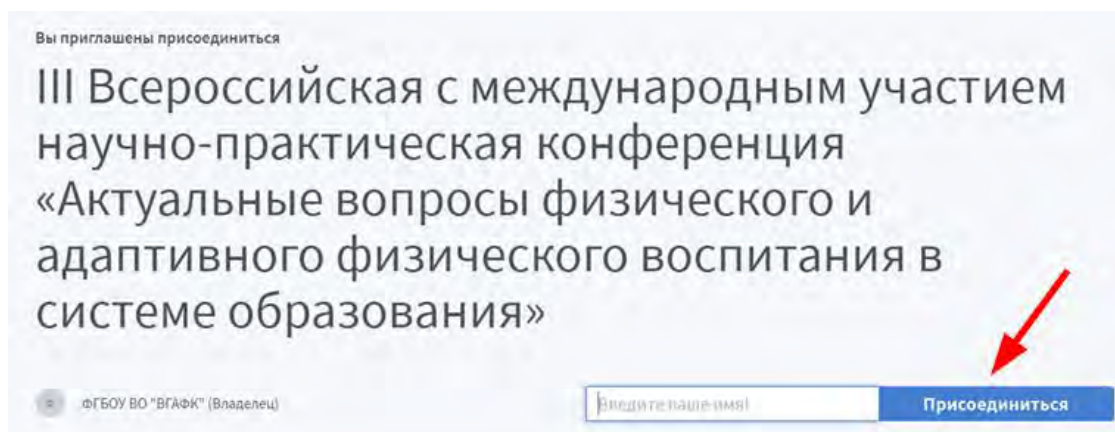 Вы приглашены присоединиться
III Всероссийская с международным участием
научно-практическая конференция
«Актуальные вопросы физического и
адаптивного физического воспитания в
системе образования»
ФГБОУ ВО "ВГАФК" (Владелец)
Введите ваше имя!
Присоединиться